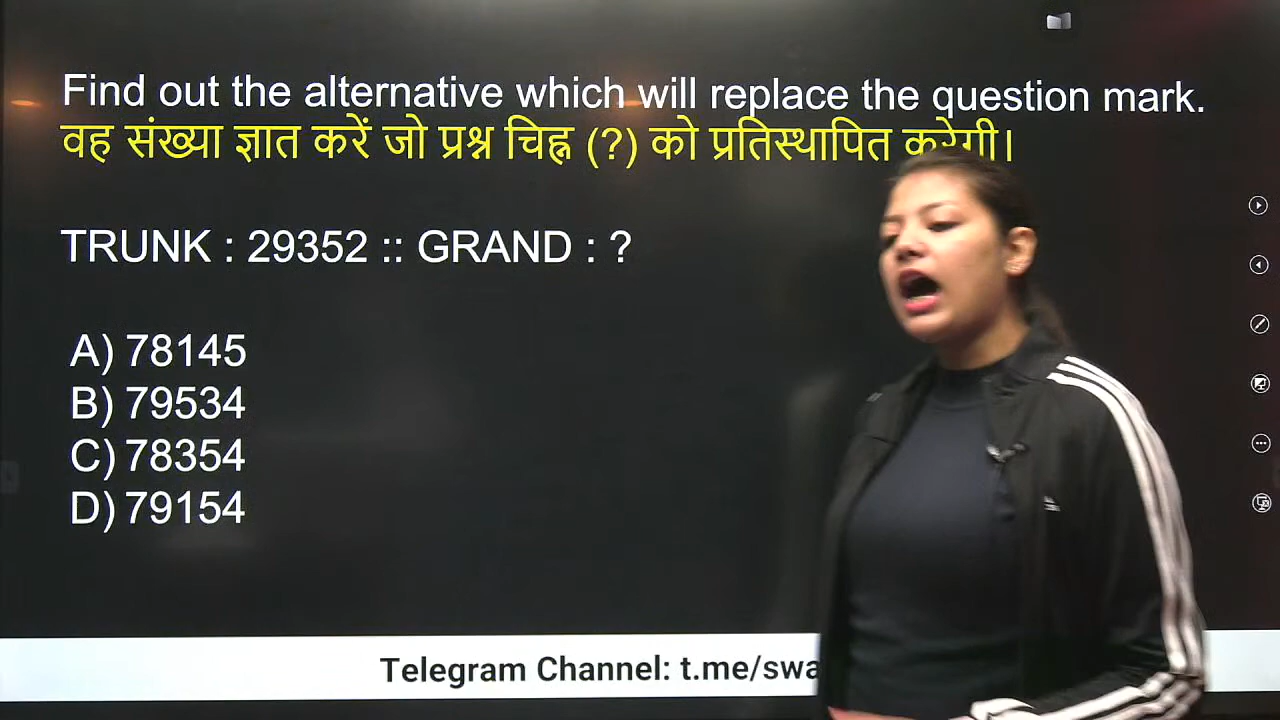 Find out the alternative which will replace the question mark.
वह संख्या ज्ञात करें जो प्रश्न चिह्न (?) को प्रतिस्थापित करेगी।
TRUNK : 29352 :: GRAND : ?
A) 78145
B) 79534
C) 78354
D) 79154
Telegram Channel: t.me/swa